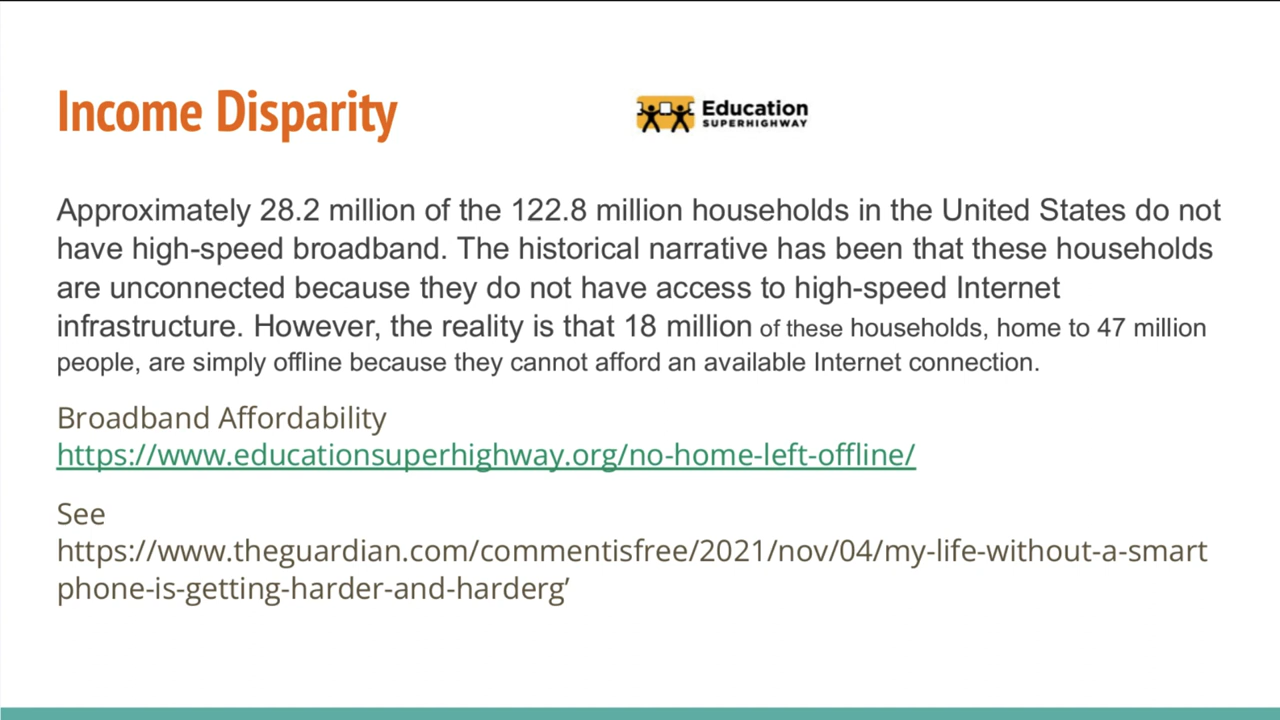 Income Disparity
Education
SUPERHIGHWAY
Approximately 28.2 million of the 122.8 million households in the United States do not
have high-speed broadband. The historical narrative has been that these households
are unconnected because they do not have access to high-speed Internet
infrastructure. However, the reality is that 18 million of these households, home to 47 million
people, are simply offline because they cannot afford an available Internet connection.
Broadband Affordability
https://www.educationsuperhighway.org/no-home-left-offline/
See
https://www.theguardian.com/commentisfree/2021/nov/04/my-life-without-a-smart
phone-is-getting-harder-and-harderg’